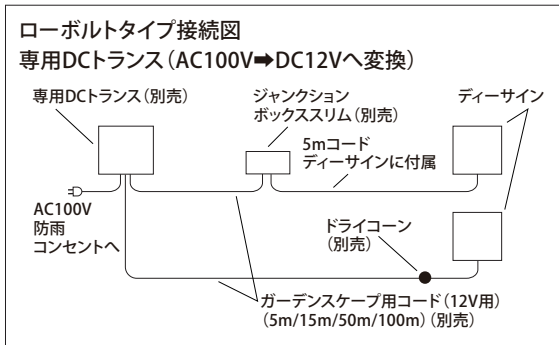 ローボルトタイプ接続図
専用DCトランス(AC100V➡DC12Vへ変換)
専用DCトランス(別売)
ジャンクション
ボックススリム(別売)
ディーサイン
5mコード
ディーサインに付属
AC100V
防雨
コンセントへ
ドライコーン
(別売)
ガーデンスケープ用コード(12V用)
(5m/15m/50m/100m)(別売)